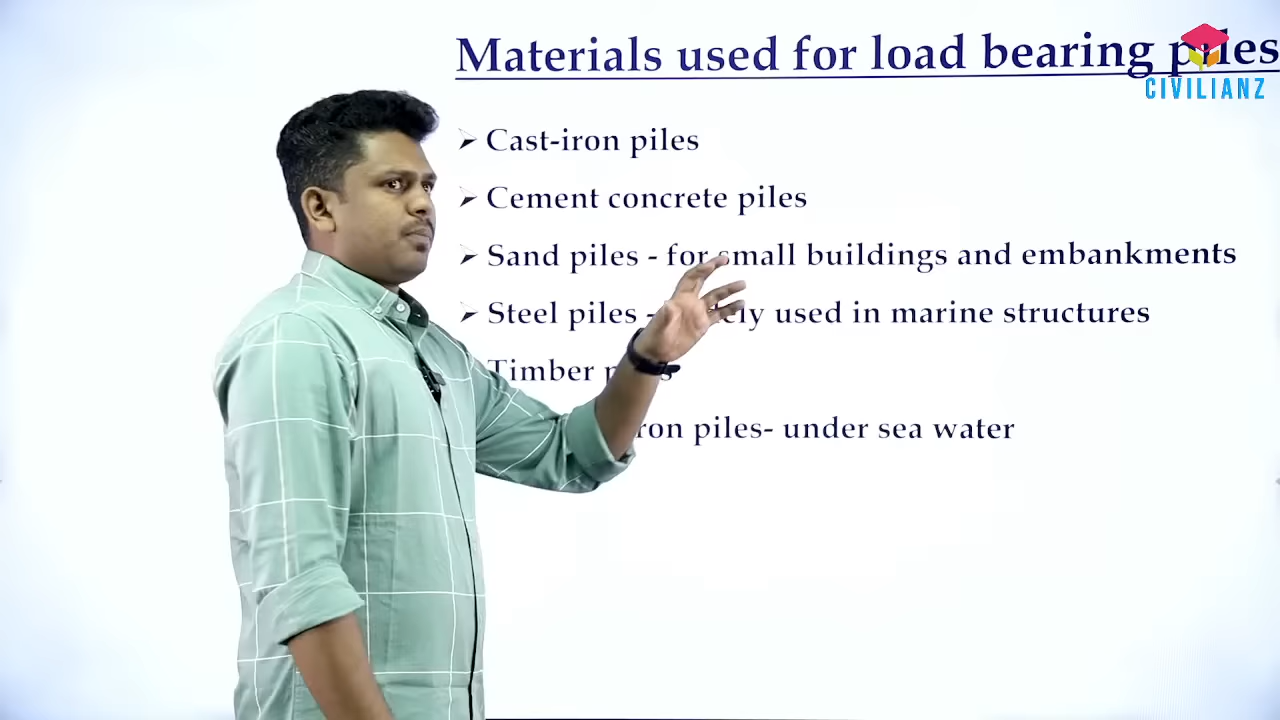 Materials used for load bearing piles
CIVILIANZ
➢ Cast-iron piles
➢ Cement concrete piles
➢ Sand piles - for small buildings and embankments
➢ Steel piles - used in marine structures
Timber
piles- under sea water